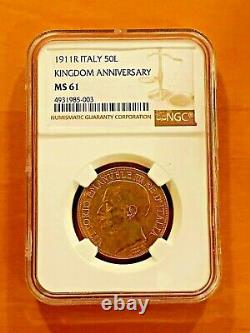 1911R ITALY 50L
KINGDOM ANNIVERSARY
MS 61
4931985-003
NUMISMATIC GUARANTY CORPORATION
NGC
VITTORIO EMANUELE III RE D'ITALIA